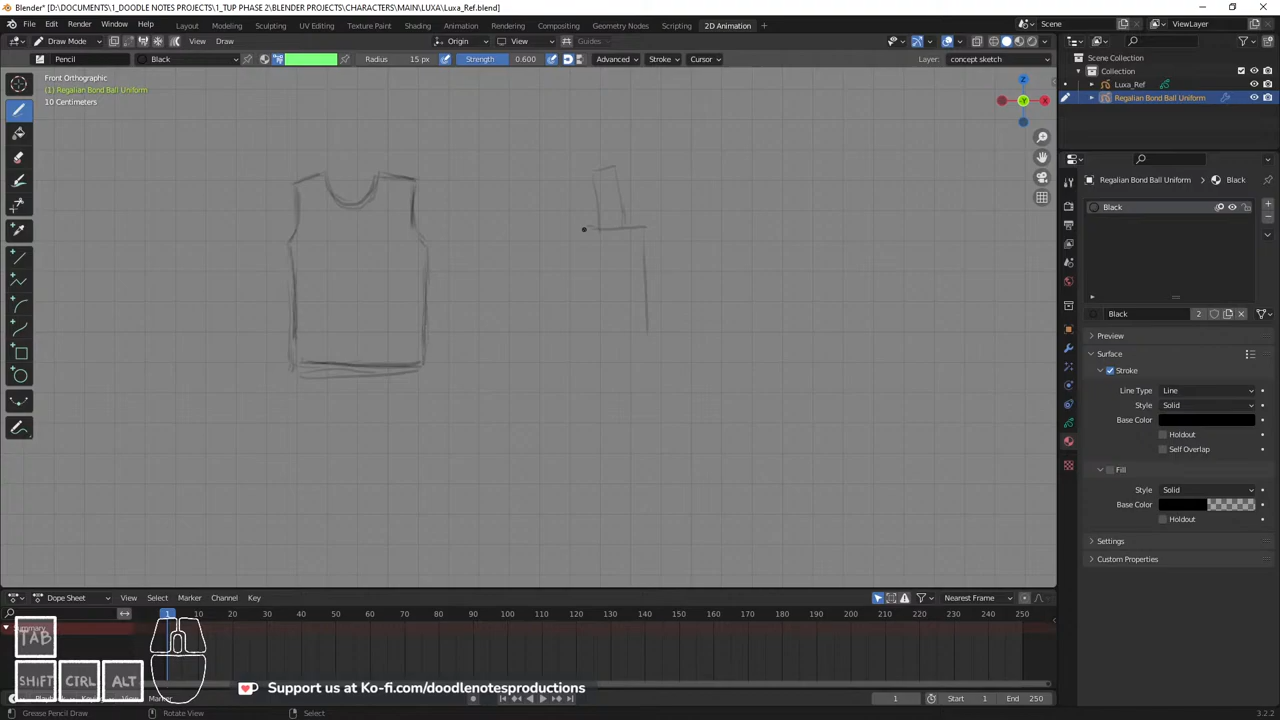 Blender* [D:\DOCUMENTS\1_DOODLE NOTES PROJECTS\1_TUP PHASE 2\BLENDER PROJECTS\CHARACTERS\MAIN\LUXA\Luxa_Ref.blend]
File Edit Render Window Help Layout Modeling Sculpting UV Editing Texture Paint Shading Animation Rendering Compositing Geometry Nodes Scripting 2D Animation + Scene ViewLayer
Draw Mode View Draw Origin View Guides
Pencil Black Radius 15 px Strength 0.600 Advanced Stroke Cursor Layer: concept sketch
Scene Collection
Collection
Luxa_Ref
Regalian Bond Ball Uniform
Front Orthographic
(1) Regalian Bond Ball Uniform
10 Centimeters
Z
Y
X
Regalian Bond Ball Uniform Black
Black
Black 2
Preview
Surface
Stroke
Line Type Line
Style Solid
Base Color
Holdout
Self Overlap
Fill
Style Solid
Base Color
Holdout
Settings
Custom Properties
Dope Sheet View Select Marker Channel Key Nearest Frame
1 10 20 30 40 50 60 70 80 90 100 110 120 130 140 150 160 170 180 190 200 210 220 230 240 250
Summary
TAB
SHiFT CTRL ALT
Support us at Ko-fi.com/doodlenotesproductions
Marker
1 Start 1 End 250
Grease Pencil Draw Rotate View Select 3.2.2